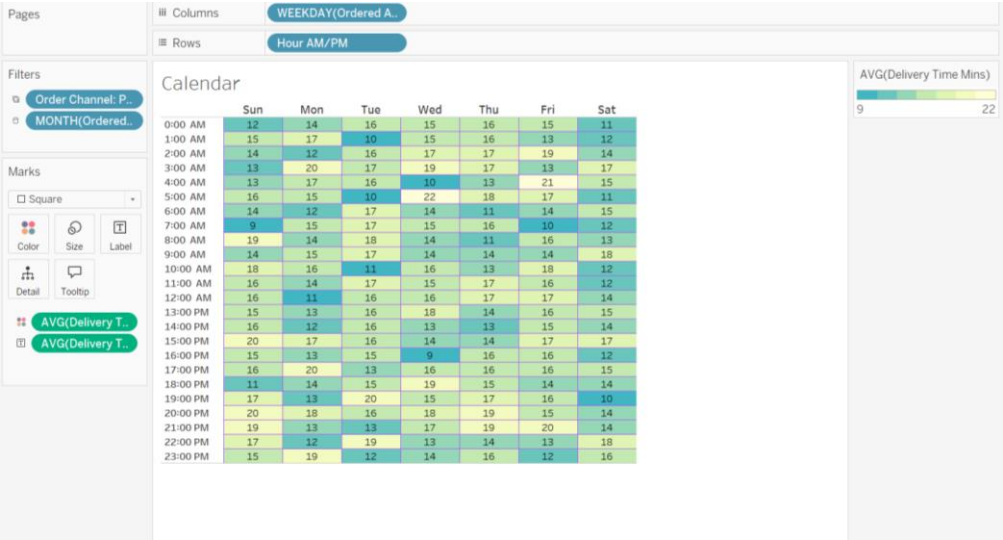 Pages
Columns
WEEKDAY(Ordered A..
Rows
Hour AM/PM
Filters
Order Channel: P..
MONTH(Ordered..
Marks
Square
Color Size Label
Detail Tooltip
AVG(Delivery T..
AVG(Delivery T..
Calendar
Sun Mon Tue Wed Thu Fri Sat
0:00 AM 12 14 16 15 16 15 11
1:00 AM 15 17 10 15 16 13 12
2:00 AM 14 12 16 17 17 19 14
3:00 AM 13 20 17 19 17 13 17
4:00 AM 13 17 16 10 13 21 15
5:00 AM 16 15 10 22 18 17 11
6:00 AM 14 12 17 14 11 14 15
7:00 AM 9 15 17 15 16 10 12
8:00 AM 19 14 18 14 11 16 13
9:00 AM 14 15 17 14 14 14 18
10:00 AM 18 16 11 16 13 18 12
11:00 AM 16 14 17 15 17 16 12
12:00 AM 16 11 16 16 17 17 14
13:00 PM 15 13 16 18 14 16 15
14:00 PM 16 12 16 13 13 15 14
15:00 PM 20 17 16 14 14 17 17
16:00 PM 15 13 15 9 16 16 12
17:00 PM 16 20 13 16 16 16 15
18:00 PM 11 14 15 19 15 14 14
19:00 PM 17 13 20 15 17 16 10
20:00 PM 20 18 16 18 19 15 14
21:00 PM 19 13 13 17 19 20 14
22:00 PM 17 12 19 13 14 13 18
23:00 PM 15 19 12 14 16 12 16
AVG(Delivery Time Mins)
9 22